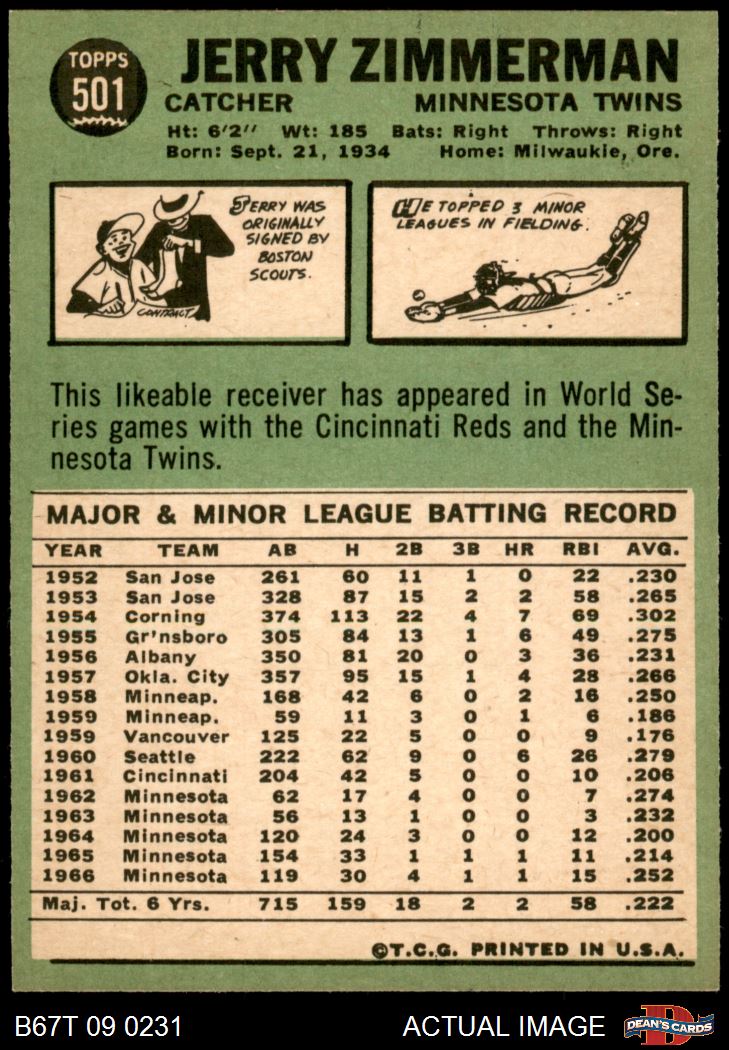 TOPPS
501
JERRY ZIMMERMAN
CATCHER MINNESOTA TWINS
Ht: 6'2" Wt: 185 Bats: Right Throws: Right
Born: Sept. 21, 1934 Home: Milwaukie, Ore.
JERRY WAS
ORIGINALLY
SIGNED BY
BOSTON
SCOUTS.
CONTRACT
HE TOPPED 3 MINOR
LEAGUES IN FIELDING.
This likeable receiver has appeared in World Se-
ries games with the Cincinnati Reds and the Min-
nesota Twins.
MAJOR & MINOR LEAGUE BATTING RECORD
YEAR TEAM AB H 2B 3B HR RBI AVG.
1952 San Jose 261 60 11 1 0 22 .230
1953 San Jose 328 87 15 2 2 58 .265
1954 Corning 374 113 22 4 7 69 .302
1955 Gr'nsboro 305 84 13 1 6 49 .275
1956 Albany 350 81 20 0 3 36 .231
1957 Okla. City 357 95 15 1 4 28 .266
1958 Minneap. 168 42 6 0 2 16 .250
1959 Minneap. 59 11 3 0 1 6 .186
1959 Vancouver 125 22 5 0 0 9 .176
1960 Seattle 222 62 9 0 6 26 .279
1961 Cincinnati 204 42 5 0 0 10 .206
1962 Minnesota 62 17 4 0 0 7 .274
1963 Minnesota 56 13 1 0 0 3 .232
1964 Minnesota 120 24 3 0 0 12 .200
1965 Minnesota 154 33 1 1 1 11 .214
1966 Minnesota 119 30 4 1 1 15 .252
Maj. Tot. 6 Yrs. 715 159 18 2 2 58 .222
©T.C.G. PRINTED IN U.S.A.
B67T 09 0231 ACTUAL IMAGE
D
DEAN'S CARDS